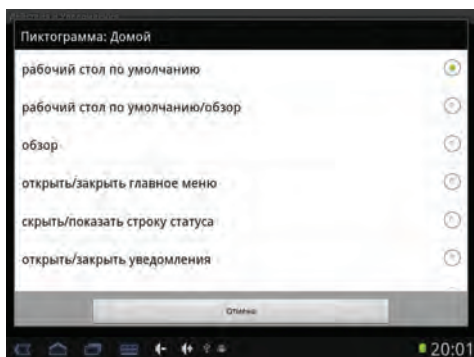 Пиктограмма: Домой
рабочий стол по умолчанию
рабочий стол по умолчанию/обзор
обзор
открыть/закрыть главное меню
скрыть/показать строку статуса
открыть/закрыть уведомления
Отмена
20:01